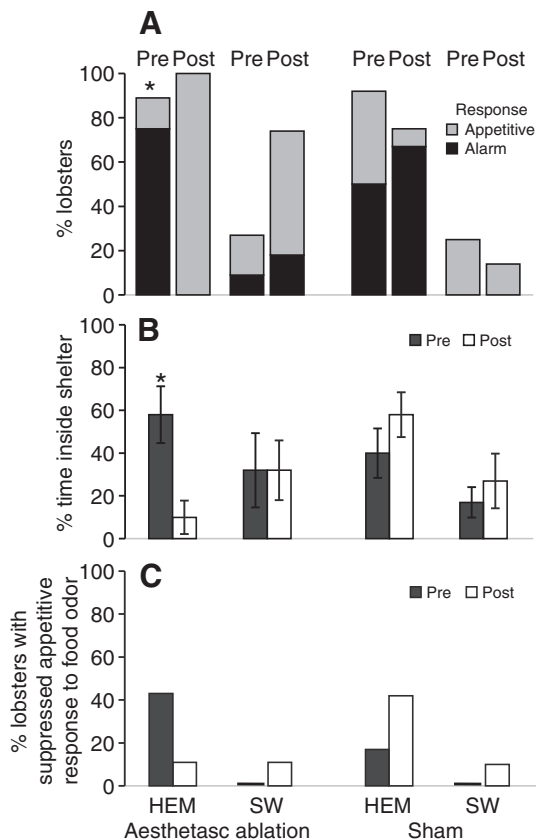 A
Pre Post Pre Post Pre Post Pre Post
100
80
60
40
20
0
% lobsters
*
Response
Appetitive
Alarm
B
100
80
60
40
20
0
% time inside shelter
*
Pre Post
C
100
80
60
40
20
0
% lobsters with
suppressed appetitive
response to food odor
Pre Post
HEM SW HEM SW
Aesthetasc ablation Sham